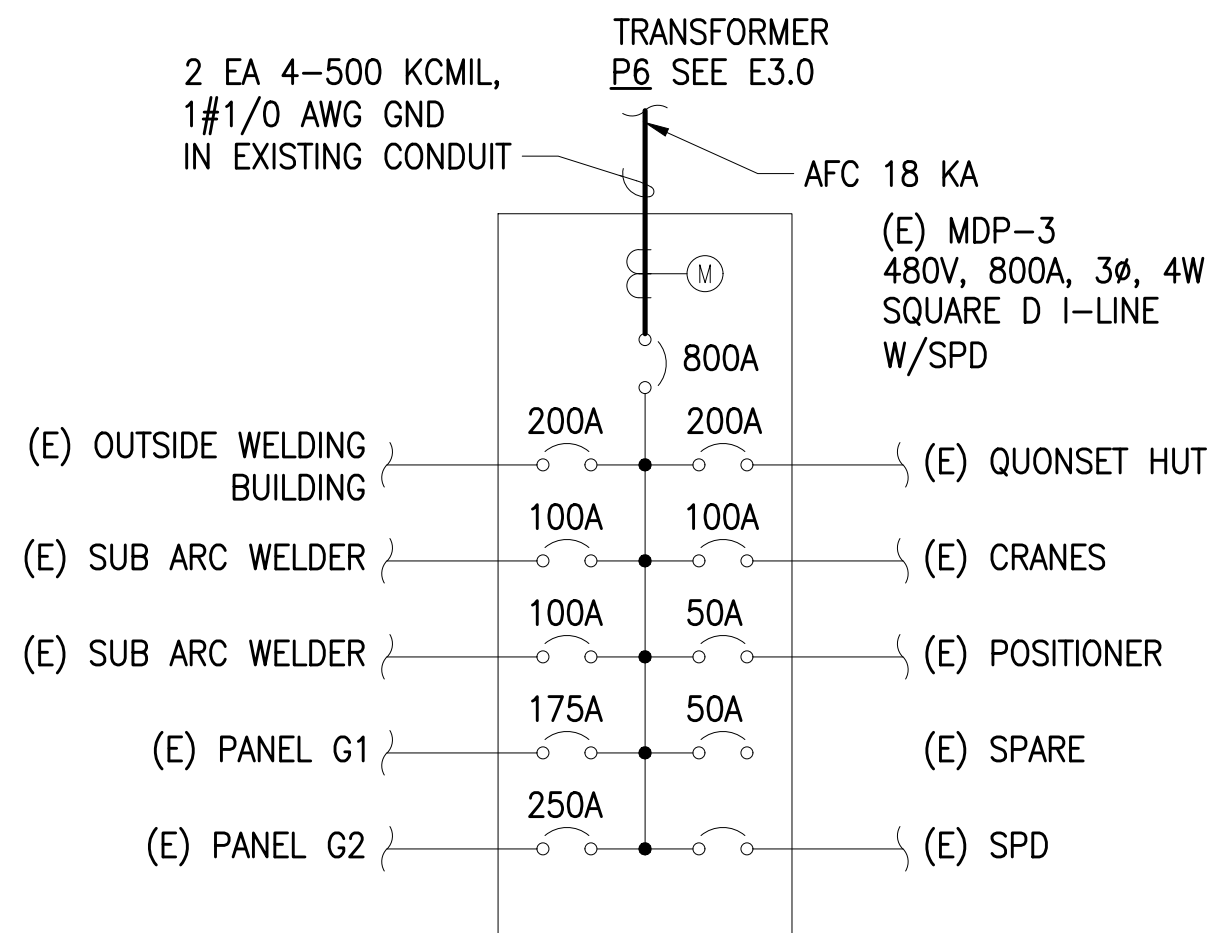 TRANSFORMER
P6 SEE E3.0
2 EA 4-500 KCMIL,
1#1/0 AWG GND
IN EXISTING CONDUIT
AFC 18 KA
(E) MDP-3
480V, 800A, 3ø, 4W
SQUARE D I-LINE
W/SPD
M
800A
200A
200A
(E) OUTSIDE WELDING
BUILDING
(E) QUONSET HUT
100A
100A
(E) SUB ARC WELDER
(E) CRANES
100A
50A
(E) SUB ARC WELDER
(E) POSITIONER
175A
50A
(E) PANEL G1
(E) SPARE
250A
(E) PANEL G2
(E) SPD